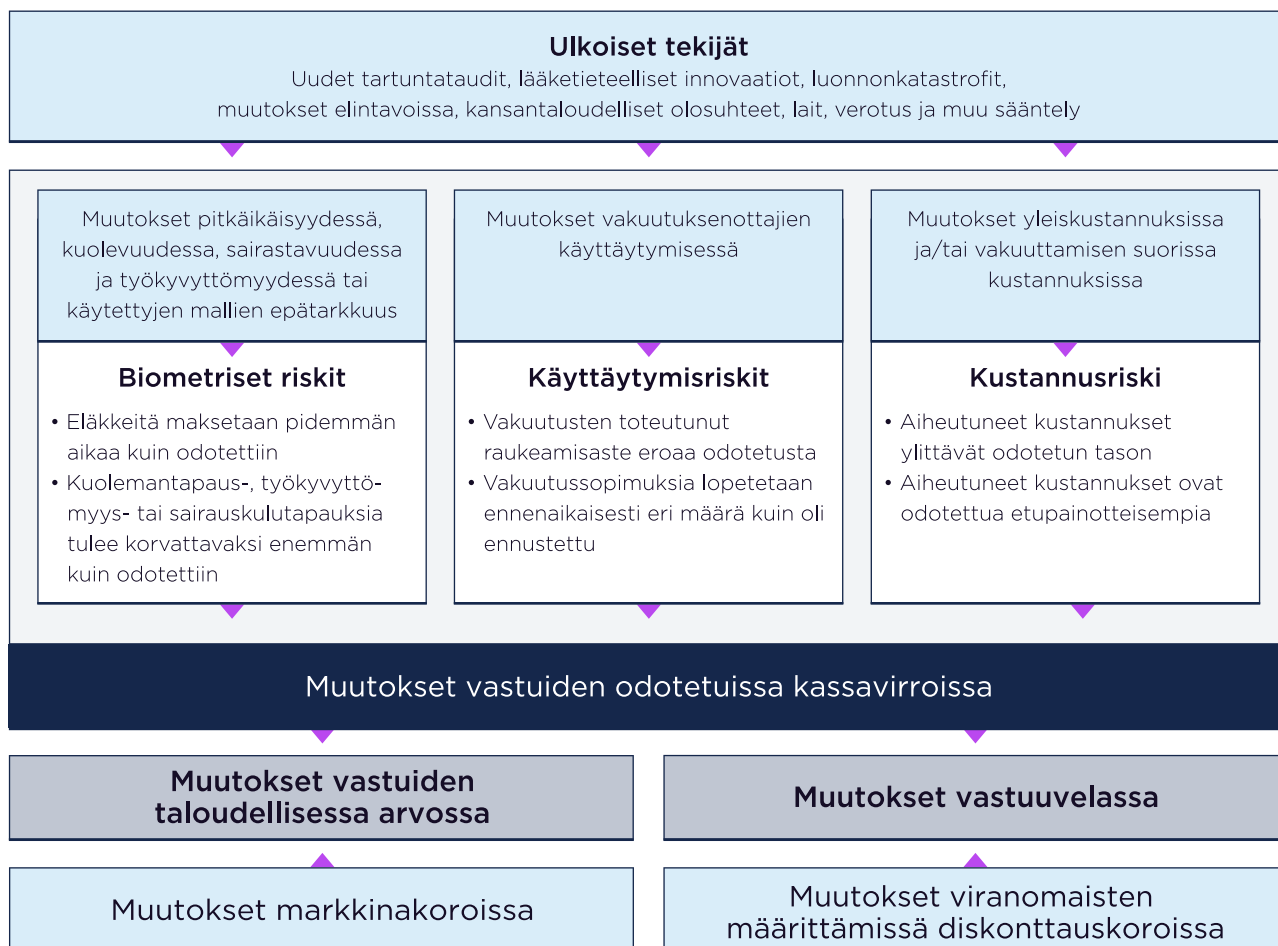 Ulkoiset tekijät
Uudet tartuntataudit, lääketieteelliset innovaatiot, luonnonkatastrofit,
muutokset elintavoissa, kansantaloudelliset olosuhteet, lait, verotus ja muu sääntely
Muutokset pitkäikäisyydessä,
kuolevuudessa, sairastavuudessa
ja työkyvyttömyydessä tai
käytettyjen mallien epätarkkuus
Biometriset riskit
• Eläkkeitä maksetaan pidemmän
aikaa kuin odotettiin
• Kuolemantapaus-, työkyvyttö-
myys- tai sairauskulutapauksia
tulee korvattavaksi enemmän
kuin odotettiin
Muutokset vakuutuksenottajien
käyttäytymisessä
Käyttäytymisriskit
• Vakuutusten toteutunut
raukeamisaste eroaa odotetusta
• Vakuutussopimuksia lopetetaan
ennenaikaisesti eri määrä kuin oli
ennustettu
Muutokset yleiskustannuksissa
ja/tai vakuuttamisen suorissa
kustannuksissa
Kustannusriski
• Aiheutuneet kustannukset
ylittävät odotetun tason
• Aiheutuneet kustannukset ovat
odotettua etupainotteisempia
Muutokset vastuiden odotetuissa kassavirroissa
Muutokset vastuiden
taloudellisessa arvossa
Muutokset vastuuvelassa
Muutokset markkinakoroissa
Muutokset viranomaisten
määrittämissä diskonttauskoroissa